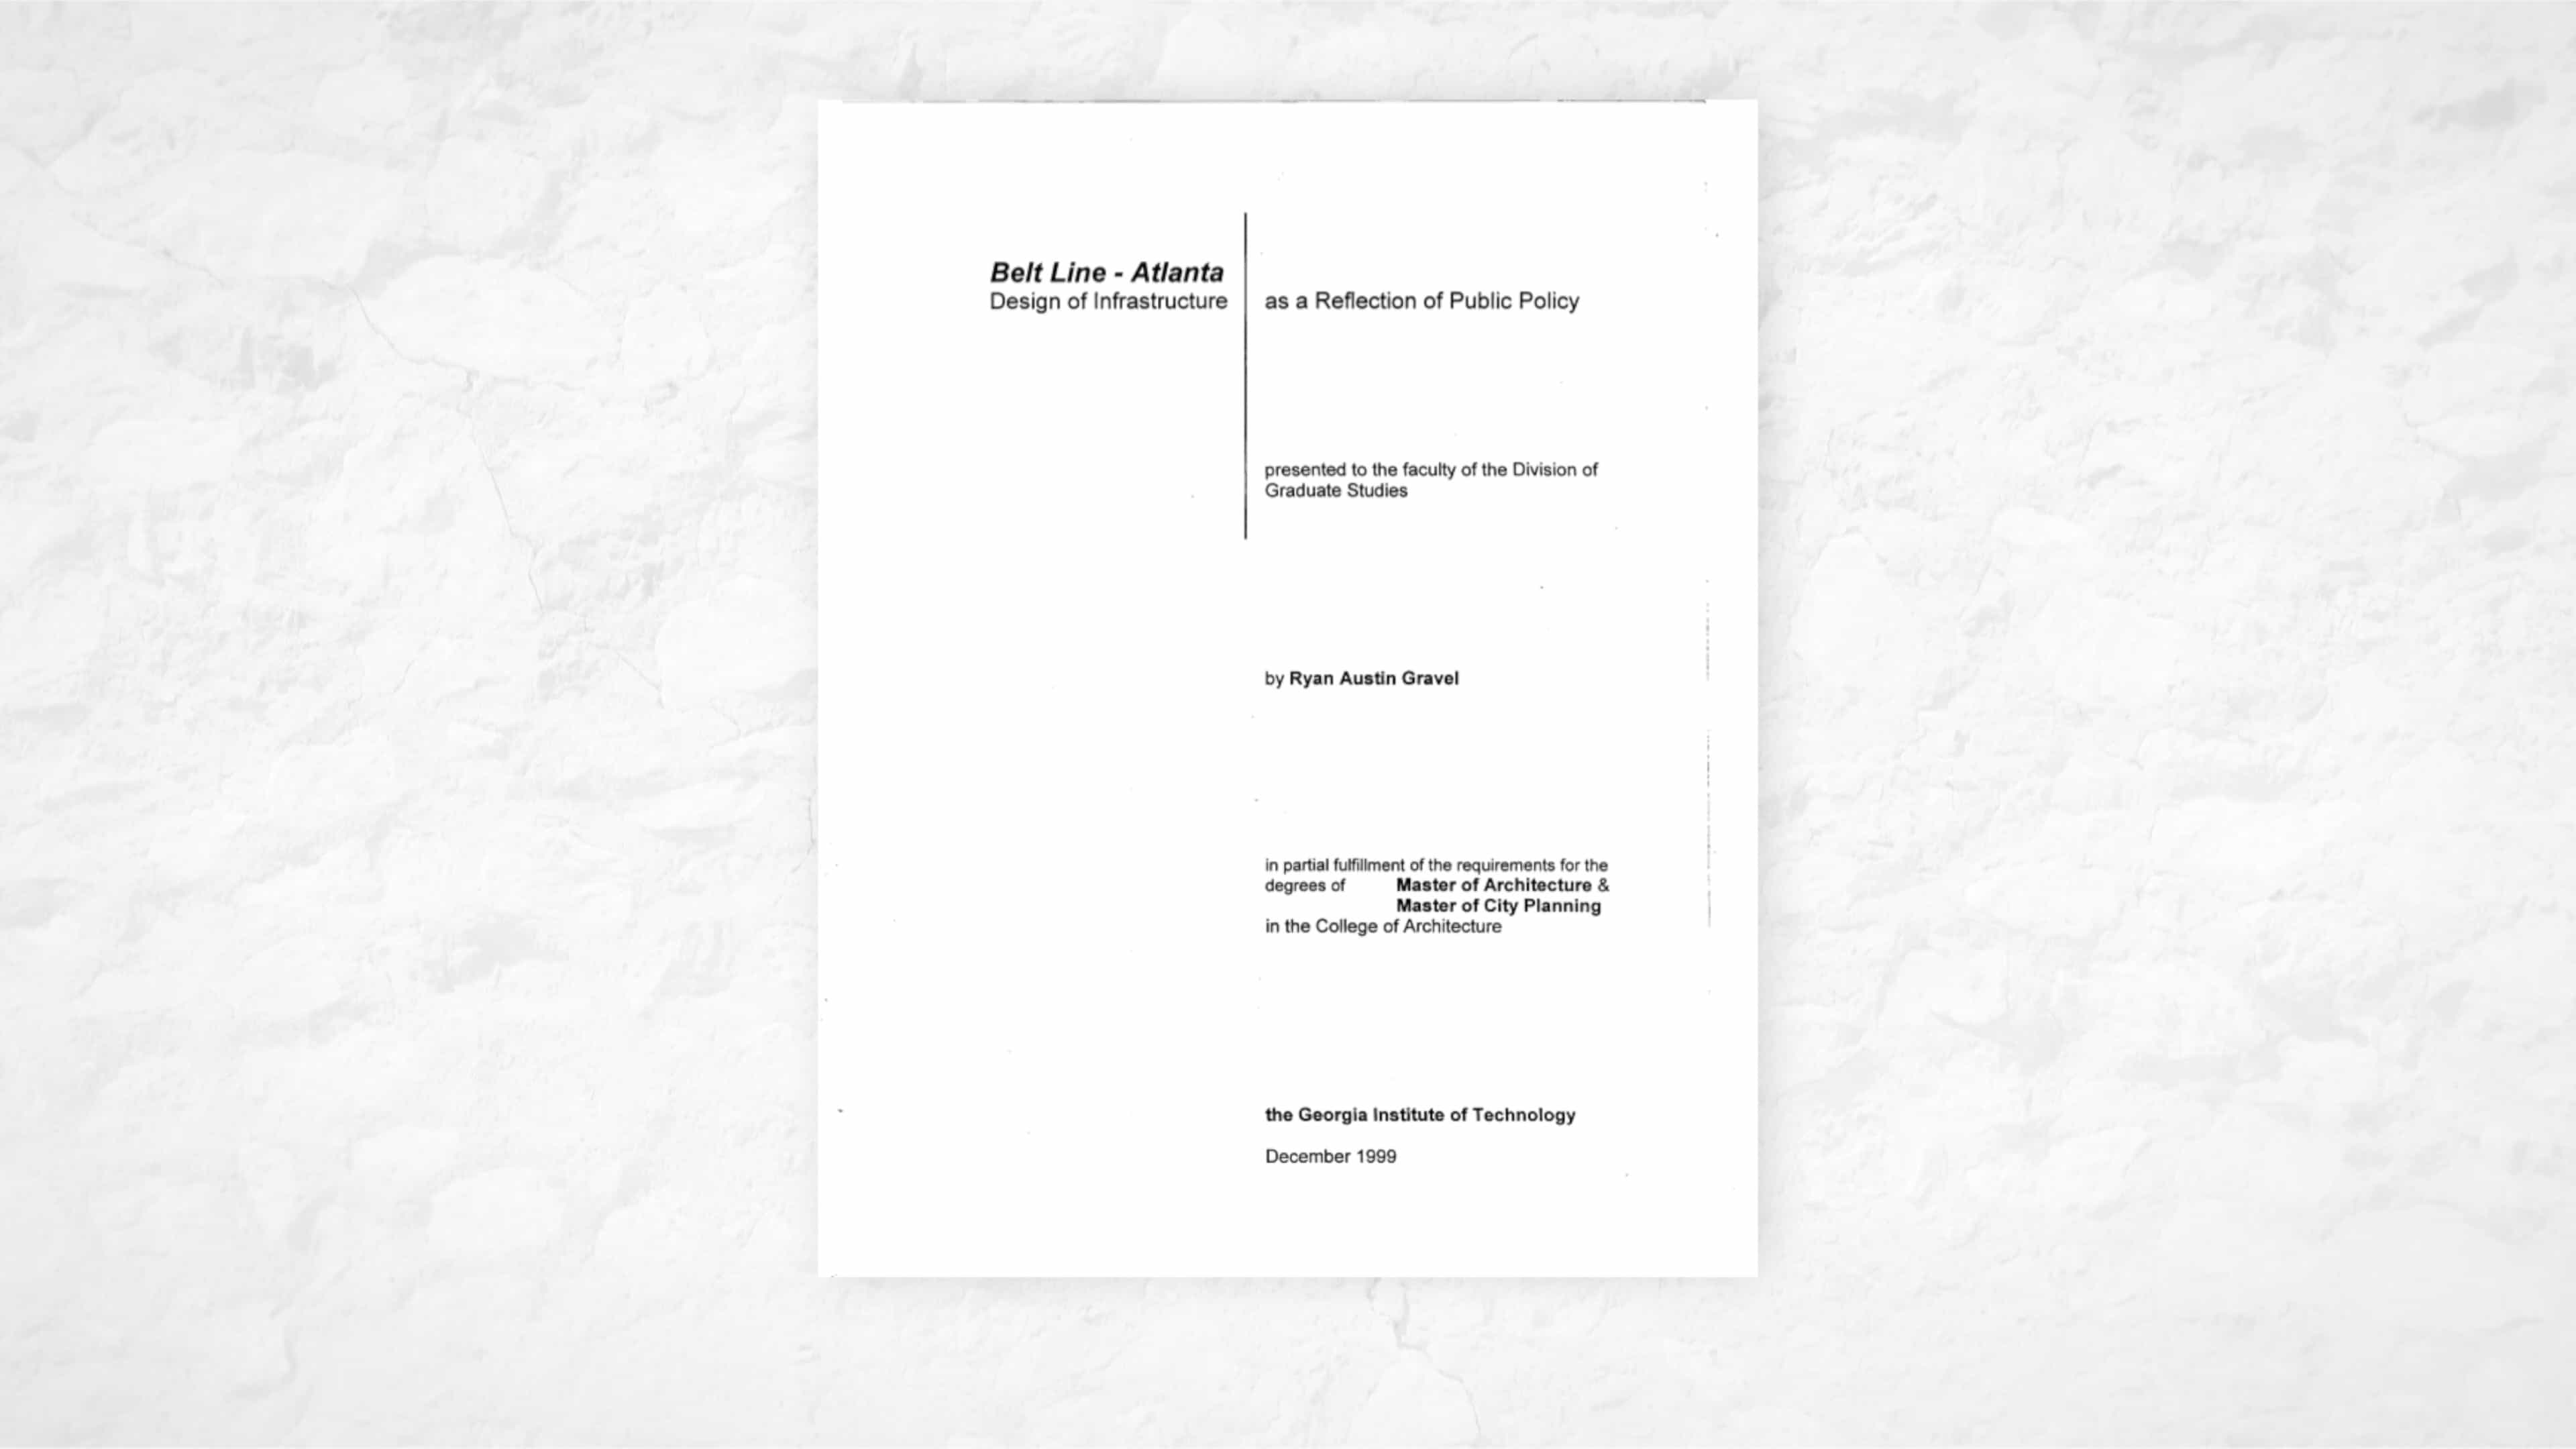 Belt Line - Atlanta
Design of Infrastructure as a Reflection of Public Policy
presented to the faculty of the Division of
Graduate Studies
by Ryan Austin Gravel
in partial fulfillment of the requirements for the
degrees of Master of Architecture &
Master of City Planning
in the College of Architecture
the Georgia Institute of Technology
December 1999